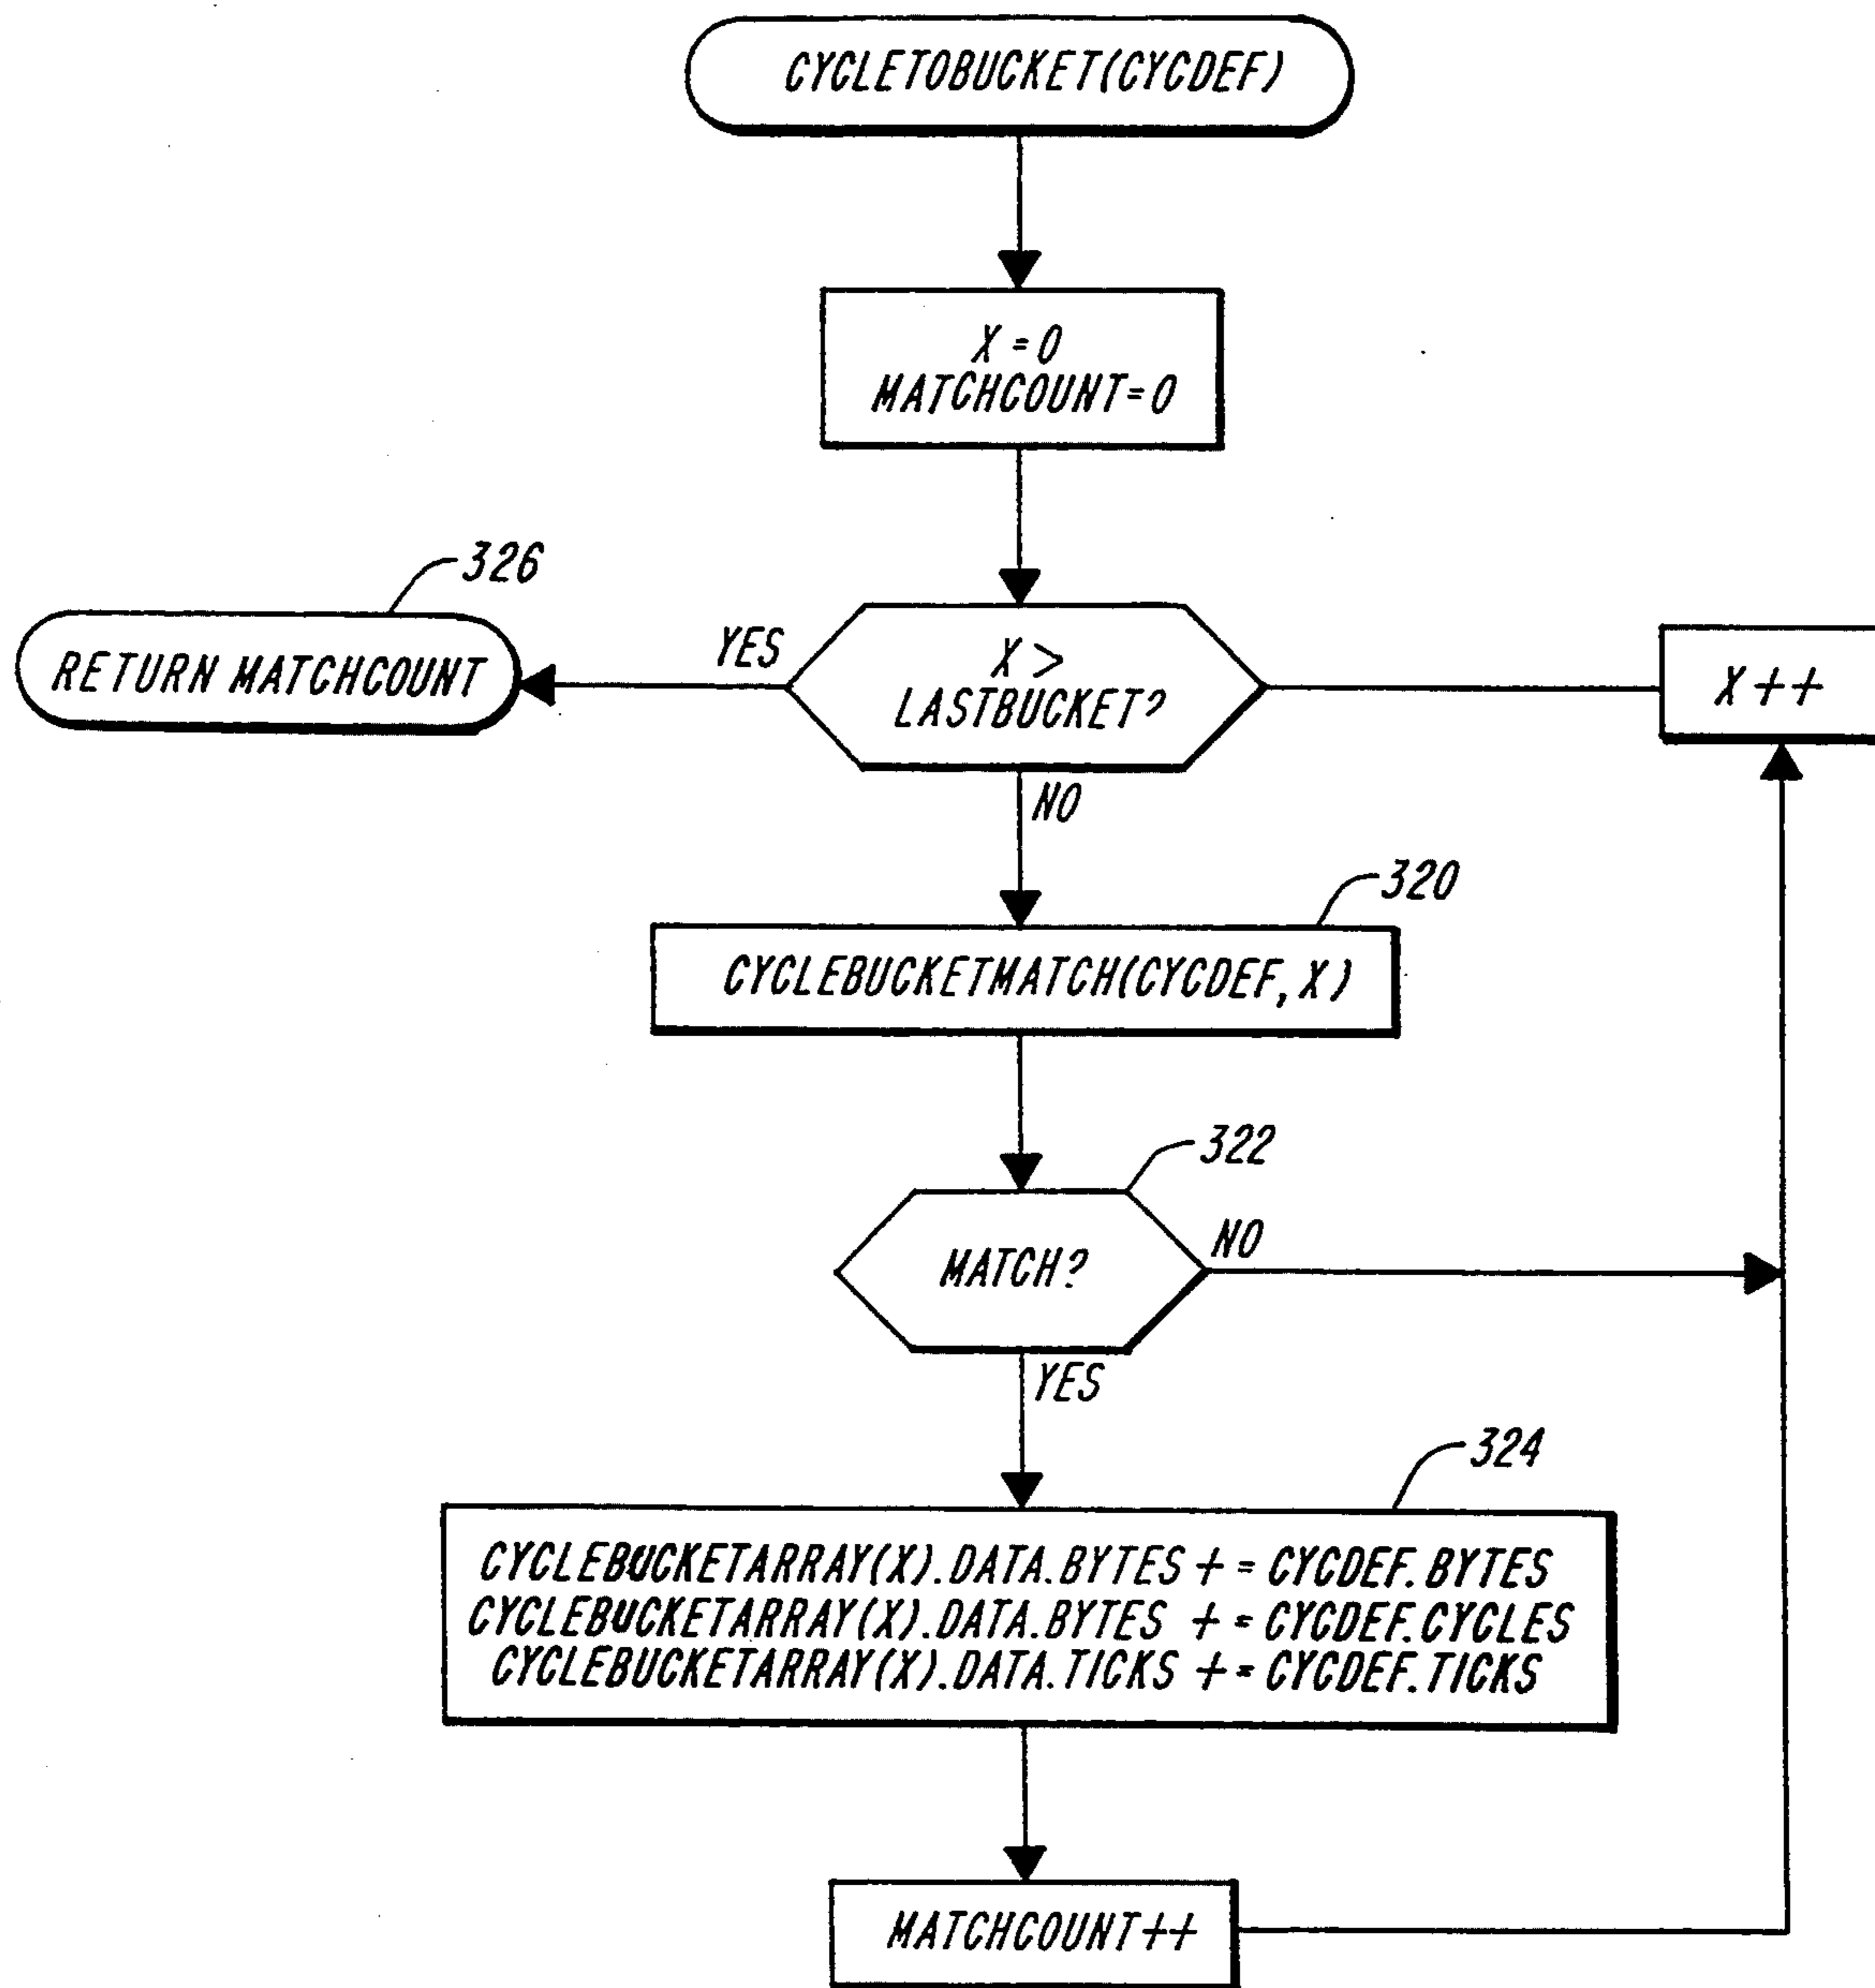 CYCLETOBUCKET(CYCDEF)
X=0
MATCHCOUNT=0
326
RETURN MATCHCOUNT
YES
X >
LASTBUCKET?
X++
NO
320
CYCLEBUCKETMATCH(CYCDEF, X)
322
MATCH?
NO
YES
324
CYCLEBUCKETARRAY(X).DATA.BYTES += CYCDEF.BYTES
CYCLEBUCKETARRAY(X).DATA.BYTES += CYCDEF.CYCLES
CYCLEBUCKETARRAY(X).DATA.TICKS += CYCDEF.TICKS
MATCHCOUNT++